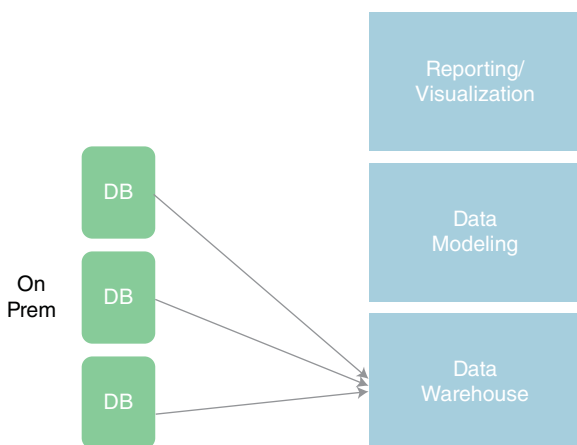 Reporting/
Visualization
DB
Data
Modeling
On
Prem
DB
Data
Warehouse
DB